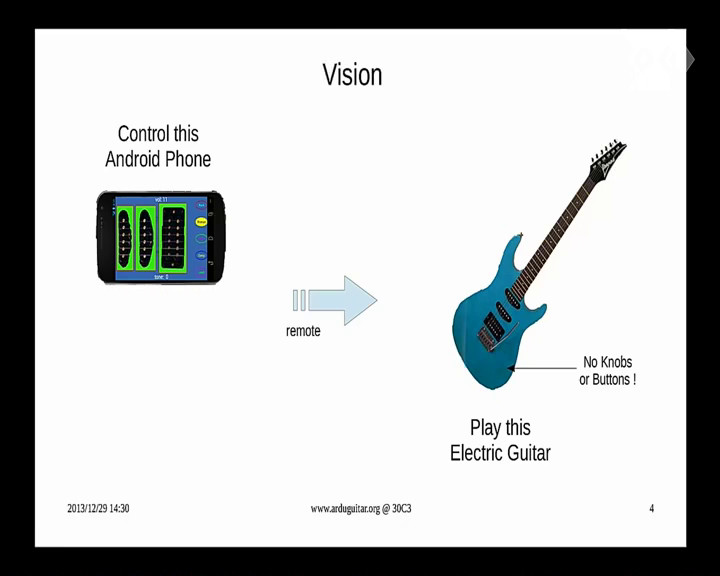 Vision
Control this
Android Phone
vol: 11
tone: 0
remote
No Knobs
or Buttons !
Play this
Electric Guitar
2013/12/29 14:30
www.arduguitar.org @ 30C3
4